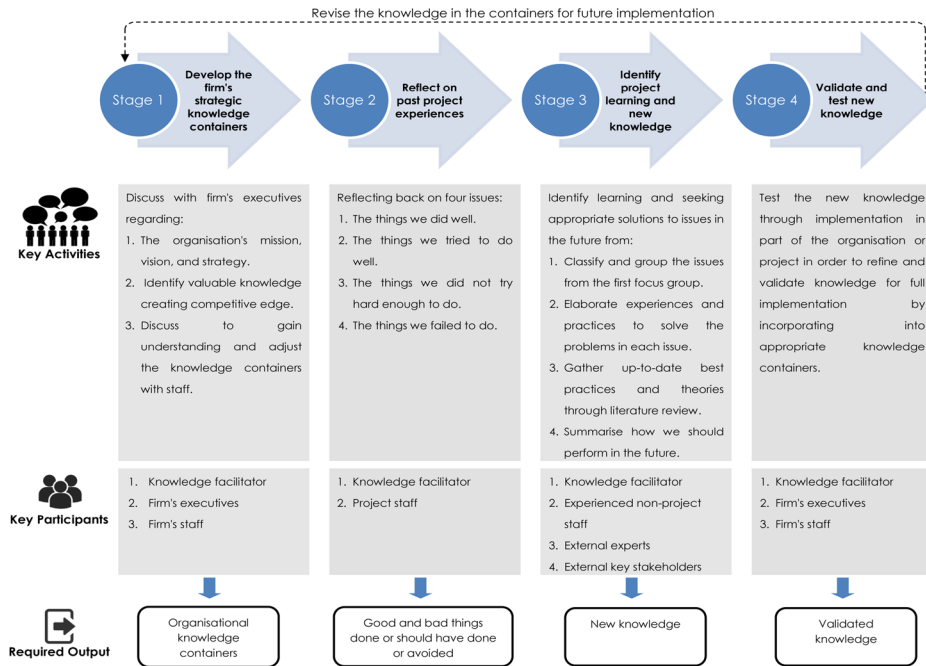 Revise the knowledge in the containers for future implementation
Stage 1
Develop the
firm's
strategic
knowledge
containers
Stage 2
Reflect on
past project
experiences
Stage 3
Identify
project
learning and
new
knowledge
Stage 4
Validate and
test new
knowledge
Key Activities
Discuss with firm's executives
regarding:
1. The organisation's mission,
vision, and strategy.
2. Identify valuable knowledge
creating competitive edge.
3. Discuss to gain
understanding and adjust
the knowledge containers
with staff.
Reflecting back on four issues:
1. The things we did well.
2. The things we tried to do
well.
3. The things we did not try
hard enough to do.
4. The things we failed to do.
Identify learning and seeking
appropriate solutions to issues in
the future from:
1. Classify and group the issues
from the first focus group.
2. Elaborate experiences and
practices to solve the
problems in each issue.
3. Gather up-to-date best
practices and theories
through literature review.
4. Summarise how we should
perform in the future.
Test the new knowledge
through implementation in
part of the organisation or
project in order to refine and
validate knowledge for full
implementation by
incorporating into
appropriate knowledge
containers.
Key Participants
1. Knowledge facilitator
2. Firm's executives
3. Firm's staff
1. Knowledge facilitator
2. Project staff
1. Knowledge facilitator
2. Experienced non-project
staff
3. External experts
4. External key stakeholders
1. Knowledge facilitator
2. Firm's executives
3. Firm's staff
Required Output
Organisational
knowledge
containers
Good and bad things
done or should have done
or avoided
New knowledge
Validated
knowledge